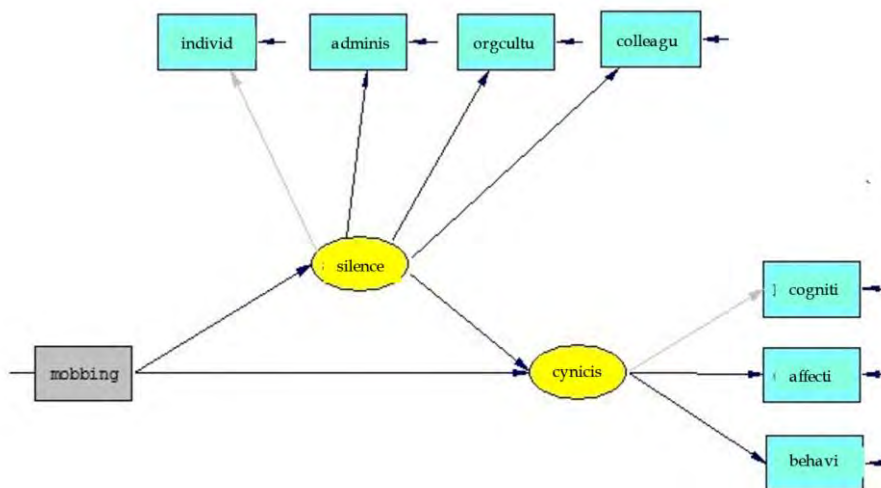 individ
adminis
orgcultu
colleagu
silence
cogniti
mobbing
cynicis
affecti
behavi